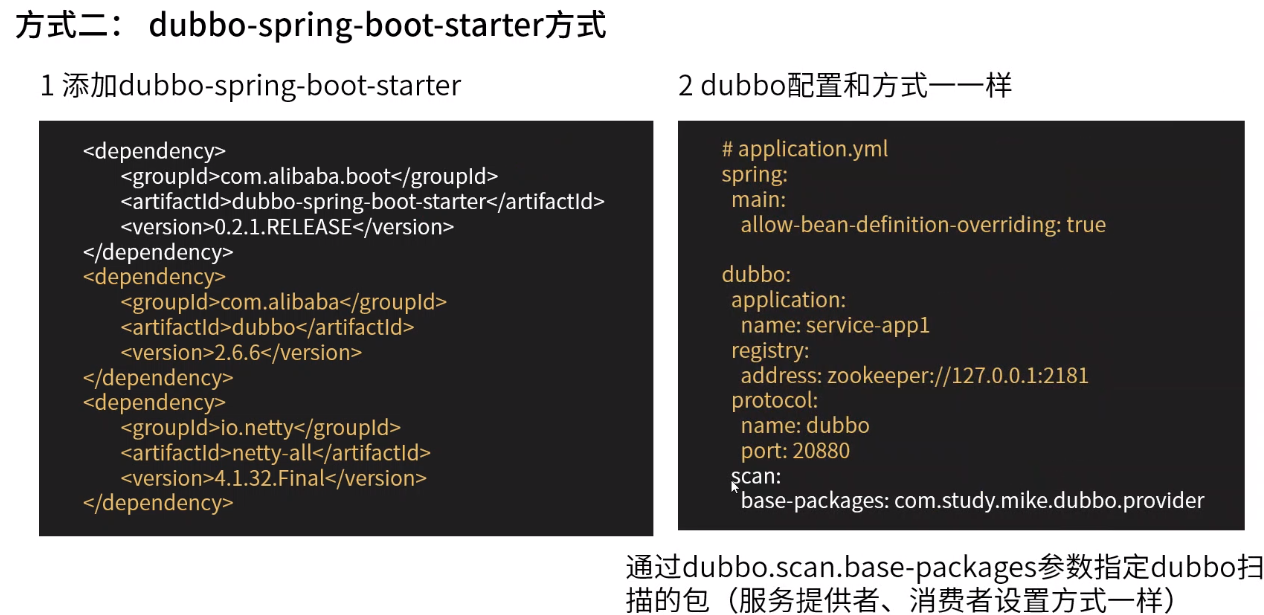 方式二： dubbo-spring-boot-starter方式
1 添加dubbo-spring-boot-starter
<dependency>
<groupId>com.alibaba.boot</groupId>
<artifactId>dubbo-spring-boot-starter</artifactId>
<version>0.2.1.RELEASE</version>
</dependency>
<dependency>
<groupId>com.alibaba</groupId>
<artifactId>dubbo</artifactId>
<version>2.6.6</version>
</dependency>
<dependency>
<groupId>io.netty</groupId>
<artifactId>netty-all</artifactId>
<version>4.1.32.Final</version>
</dependency>
2 dubbo配置和方式一一样
# application.yml
spring:
main:
allow-bean-definition-overriding: true
dubbo:
application:
name: service-app1
registry:
address: zookeeper://127.0.0.1:2181
protocol:
name: dubbo
port: 20880
scan:
base-packages: com.study.mike.dubbo.provider
通过dubbo.scan.base-packages参数指定dubbo扫
描的包（服务提供者、消费者设置方式一样）